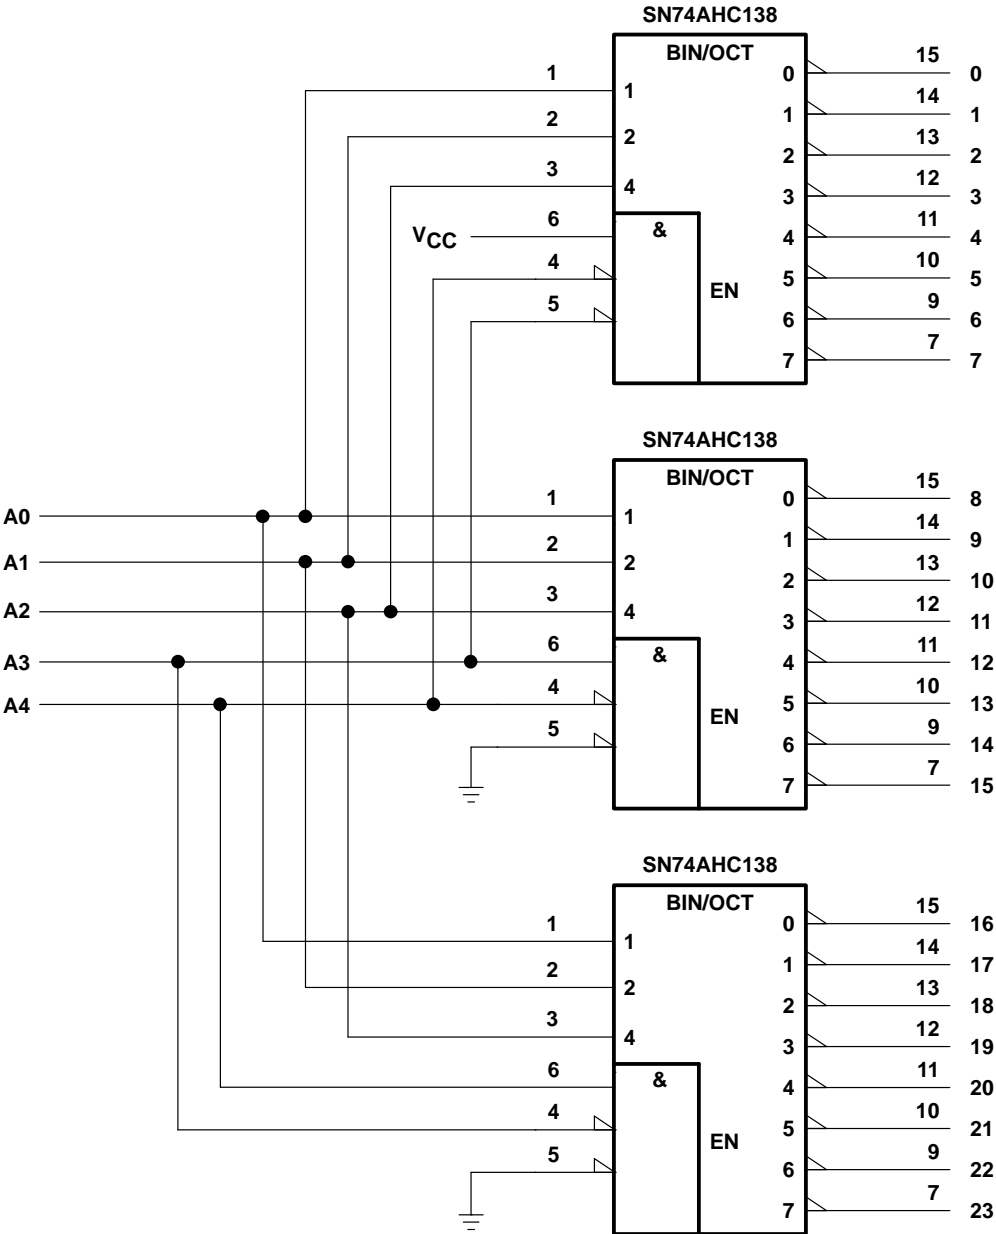 SN74AHC138
BIN/OCT
1 1 0 15 0
2 2 1 14 1
3 4 2 13 2
3 12 3
6 VCC & 4 11 4
4 EN 5 10 5
5 6 9 6
7 7 7
SN74AHC138
BIN/OCT
A0 1 1 0 15 8
A1 2 2 1 14 9
A2 3 4 2 13 10
3 12 11
A3 6 & 4 11 12
A4 4 EN 5 10 13
5 6 9 14
7 7 15
SN74AHC138
BIN/OCT
1 1 0 15 16
2 2 1 14 17
3 4 2 13 18
3 12 19
6 & 4 11 20
4 EN 5 10 21
5 6 9 22
7 7 23